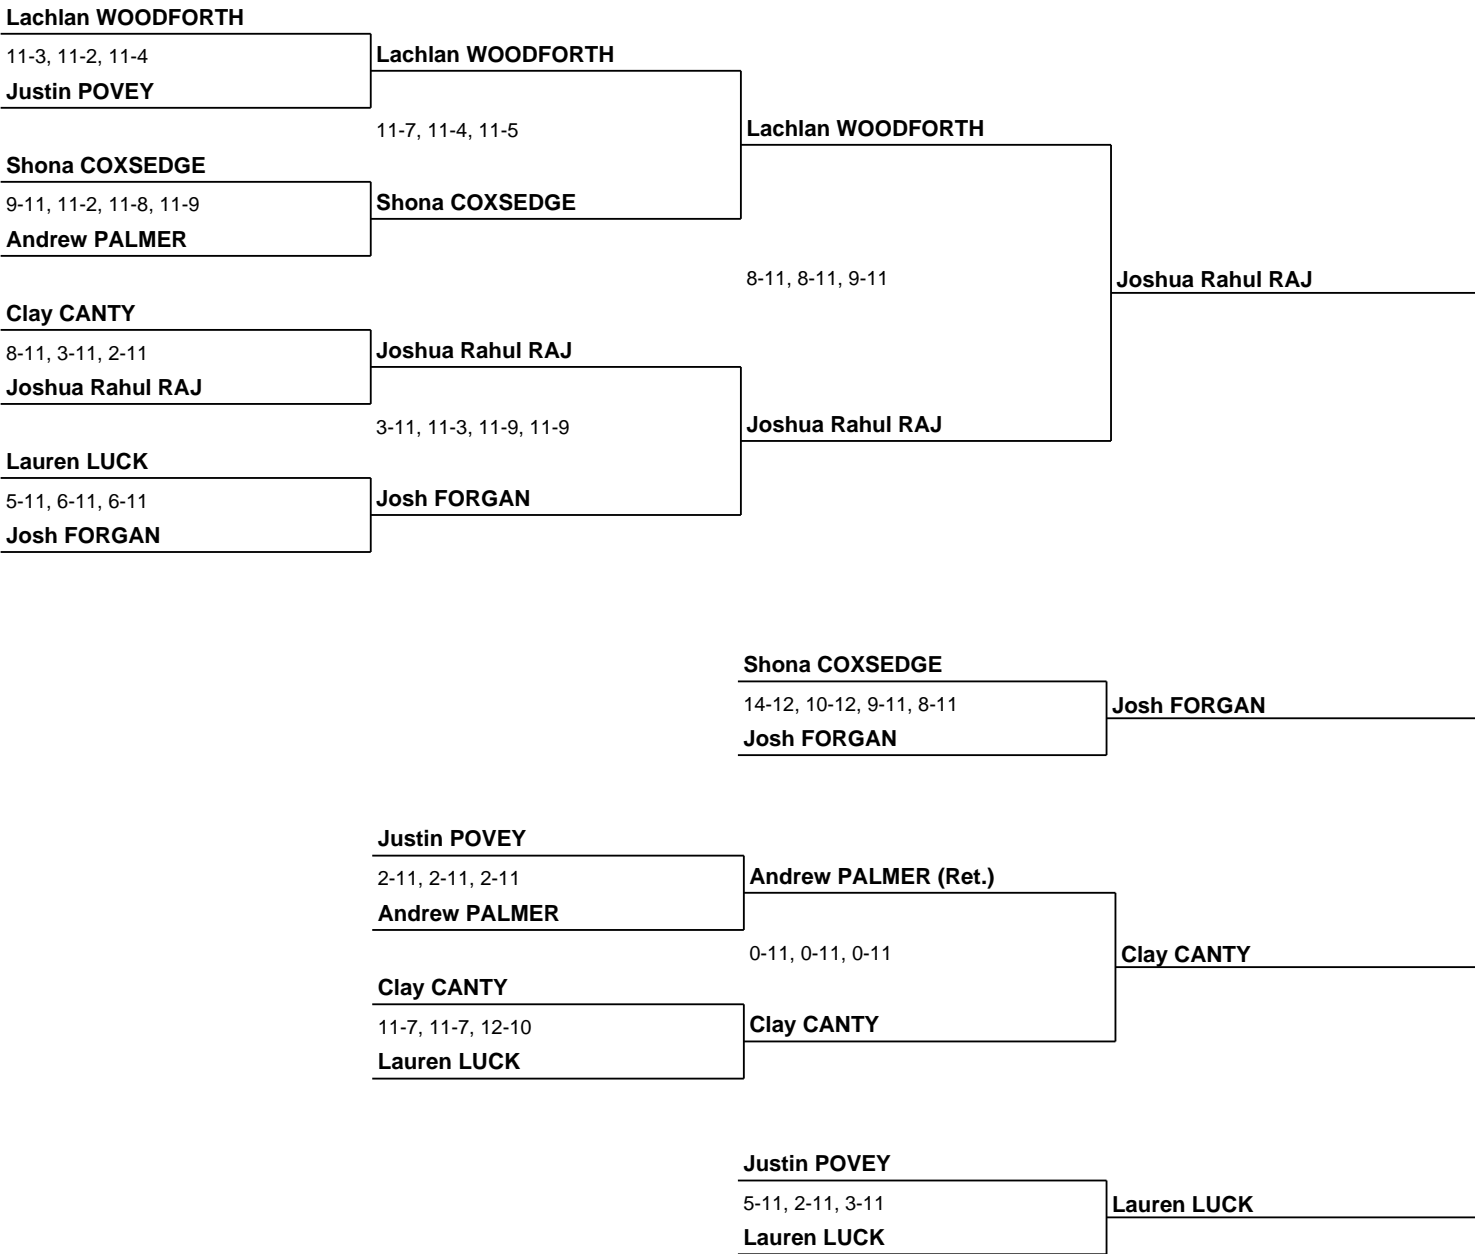 Lachlan WOODFORTH
11-3, 11-2, 11-4
Lachlan WOODFORTH
Justin POVEY
11-7, 11-4, 11-5
Lachlan WOODFORTH
Shona COXSEDGE
9-11, 11-2, 11-8, 11-9
Shona COXSEDGE
Andrew PALMER
8-11, 8-11, 9-11
Joshua Rahul RAJ
Clay CANTY
8-11, 3-11, 2-11
Joshua Rahul RAJ
Joshua Rahul RAJ
3-11, 11-3, 11-9, 11-9
Joshua Rahul RAJ
Lauren LUCK
5-11, 6-11, 6-11
Josh FORGAN
Josh FORGAN
Shona COXSEDGE
14-12, 10-12, 9-11, 8-11
Josh FORGAN
Josh FORGAN
Justin POVEY
2-11, 2-11, 2-11
Andrew PALMER (Ret.)
Andrew PALMER
0-11, 0-11, 0-11
Clay CANTY
Clay CANTY
11-7, 11-7, 12-10
Clay CANTY
Lauren LUCK
Justin POVEY
5-11, 2-11, 3-11
Lauren LUCK
Lauren LUCK